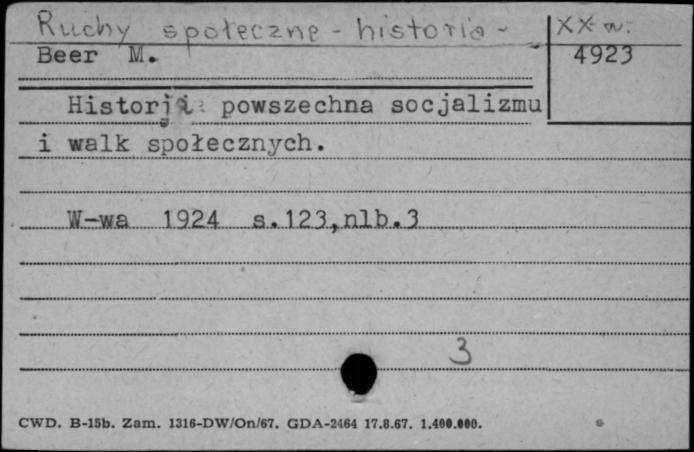 Ruchy społeczne - historia - XX w.
Beer M. 4923
Historja powszechna socjalizmu
i walk społecznych.
W-wa 1924 s.123,nlb.3
3
CWD. B-15b. Zam. 1316-DW/On/67. GDA-2464 17.8.67. 1.400.000.